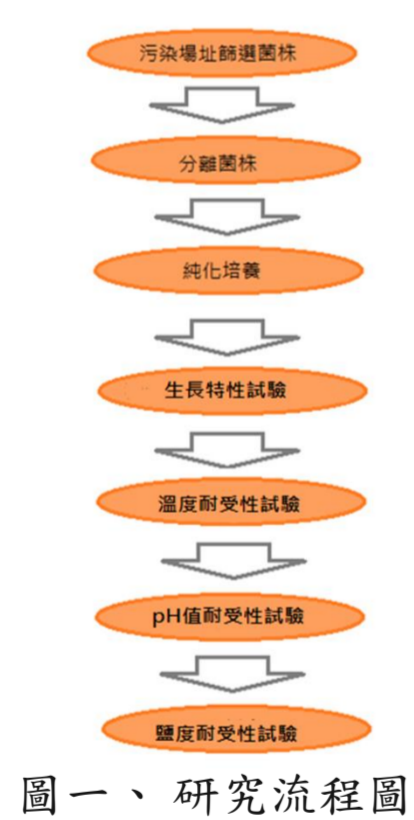 污染場址篩選菌株
分離菌株
純化培養
生長特性試驗
溫度耐受性試驗
pH值耐受性試驗
鹽度耐受性試驗
圖一、 研究流程圖